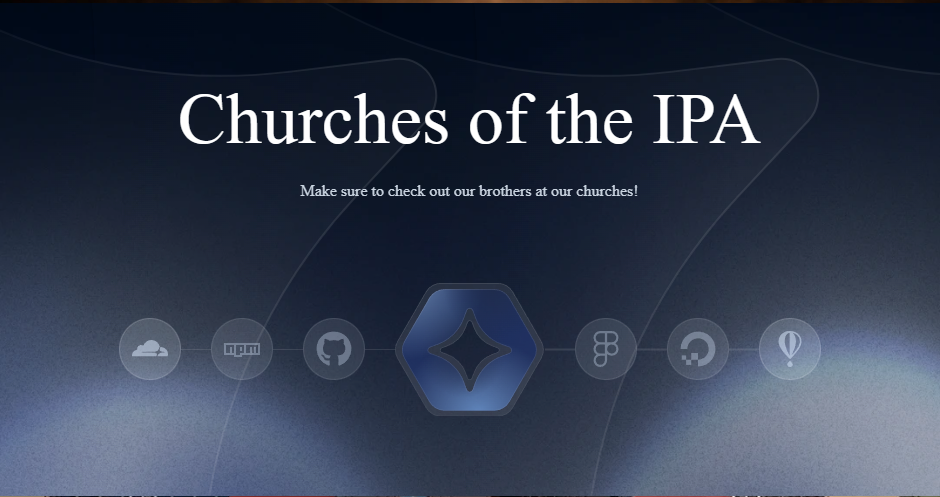 Churches of the IPA
Make sure to check out our brothers at our churches!
npm